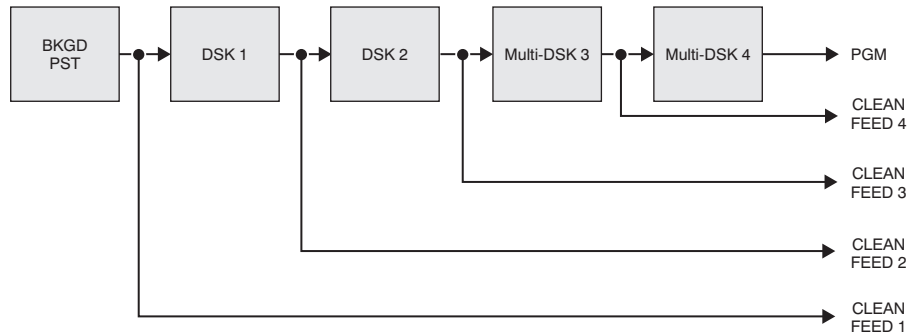 BKGD
PST
DSK 1
DSK 2
Multi-DSK 3
Multi-DSK 4
PGM
CLEAN
FEED 4
CLEAN
FEED 3
CLEAN
FEED 2
CLEAN
FEED 1